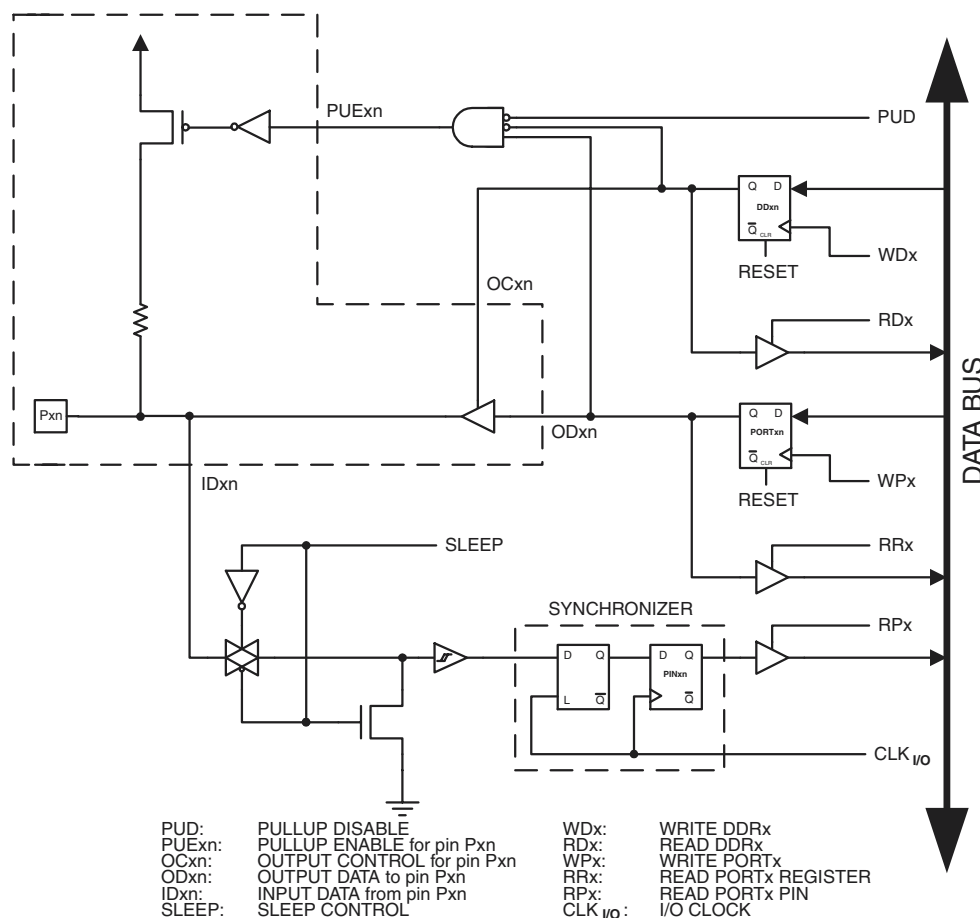 PUExn
PUD
Q D
DDxn
Q CLR
WDx
RESET
OCxn
RDx
Pxn
ODxn
Q D
PORTxn
Q CLR
WPx
RESET
IDxn
DATA BUS
SLEEP
RRx
SYNCHRONIZER
RPx
D Q
L Q
D Q
PINxn
Q
CLK I/O
PUD: PULLUP DISABLE
PUExn: PULLUP ENABLE for pin Pxn
OCxn: OUTPUT CONTROL for pin Pxn
ODxn: OUTPUT DATA to pin Pxn
IDxn: INPUT DATA from pin Pxn
SLEEP: SLEEP CONTROL
WDx: WRITE DDRx
RDx: READ DDRx
WPx: WRITE PORTx
RRx: READ PORTx REGISTER
RPx: READ PORTx PIN
CLK I/O : I/O CLOCK